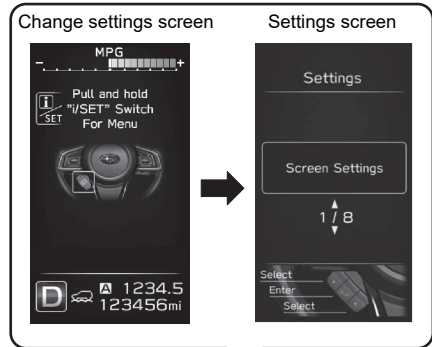 Change settings screen
Settings screen
MPG
- +
i/SET
Pull and hold
"i/SET" Switch
For Menu
D A 1234.5
123456mi
Settings
Screen Settings
1 / 8
Select
Enter
Select